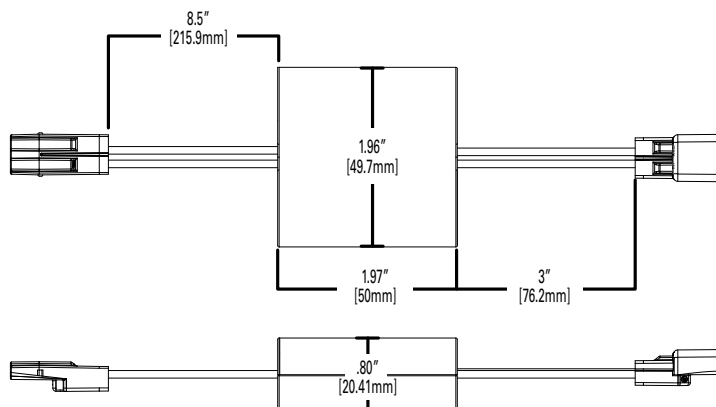 8.5"
[215.9mm]
1.96"
[49.7mm]
1.97"
[50mm]
3"
[76.2mm]
.80"
[20.41mm]